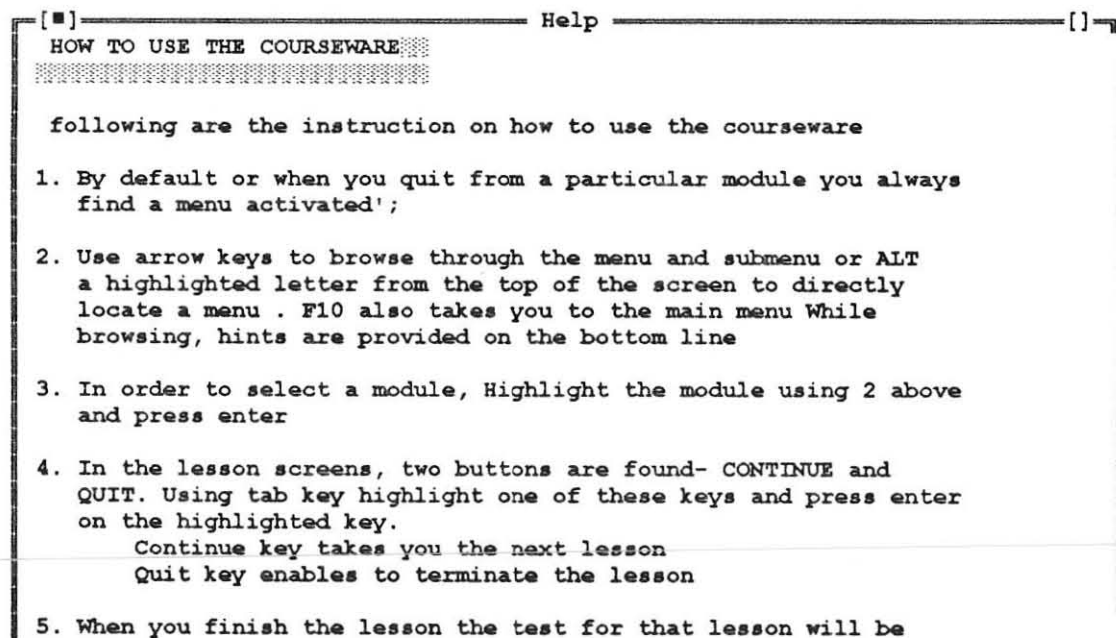 [■] Help []
HOW TO USE THE COURSEWARE
following are the instruction on how to use the courseware
1. By default or when you quit from a particular module you always
find a menu activated';
2. Use arrow keys to browse through the menu and submenu or ALT
a highlighted letter from the top of the screen to directly
locate a menu . F10 also takes you to the main menu While
browsing, hints are provided on the bottom line
3. In order to select a module, Highlight the module using 2 above
and press enter
4. In the lesson screens, two buttons are found- CONTINUE and
QUIT. Using tab key highlight one of these keys and press enter
on the highlighted key.
Continue key takes you the next lesson
Quit key enables to terminate the lesson
5. When you finish the lesson the test for that lesson will be